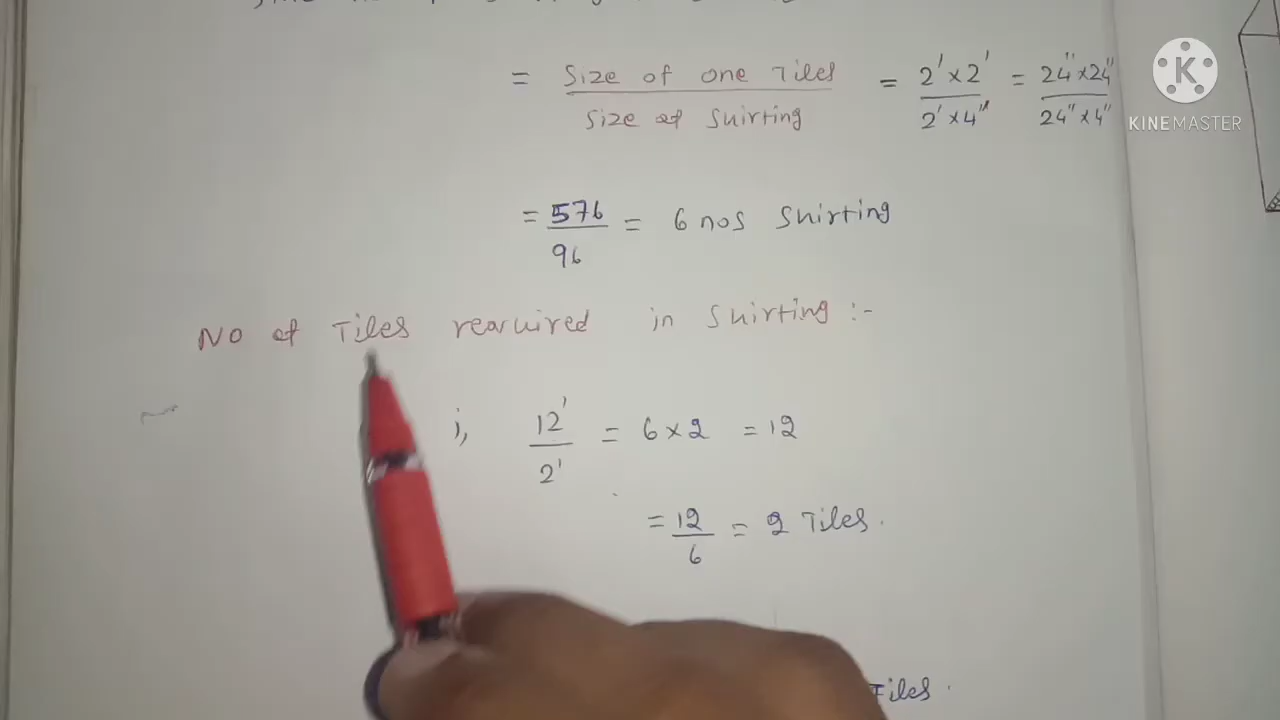 = Size of one Tiles / Size of Skirting = 2' x 2' / 2' x 4" = 24" x 24" / 24" x 4"
KINEMASTER
= 576 / 96 = 6 nos Skirting
No of Tiles rearuired in Skirting :-
i, 12' / 2' = 6 x 2 = 12
= 12 / 6 = 2 Tiles.
Tiles.